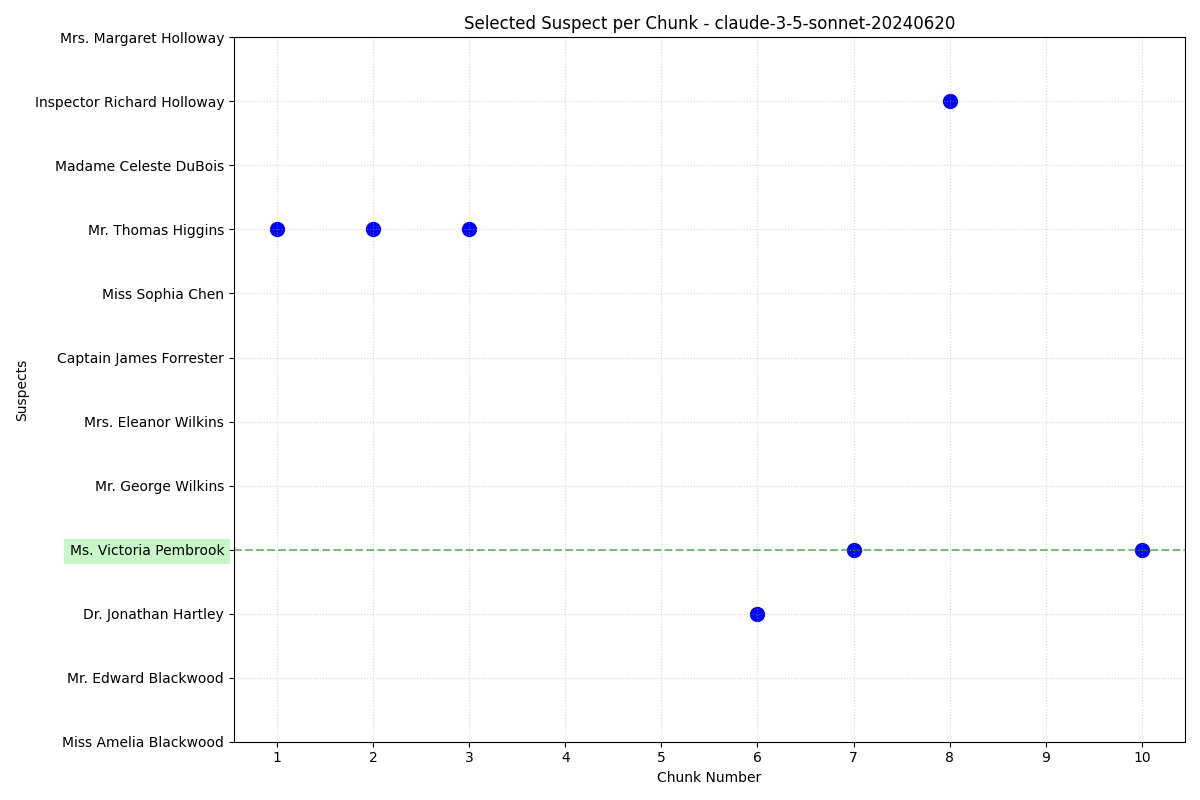 Selected Suspect per Chunk - claude-3-5-sonnet-20240620
Mrs. Margaret Holloway
Inspector Richard Holloway
Madame Celeste DuBois
Mr. Thomas Higgins
Miss Sophia Chen
Captain James Forrester
Mrs. Eleanor Wilkins
Mr. George Wilkins
Ms. Victoria Pembrook
Dr. Jonathan Hartley
Mr. Edward Blackwood
Miss Amelia Blackwood
Suspects
1 2 3 4 5 6 7 8 9 10
Chunk Number